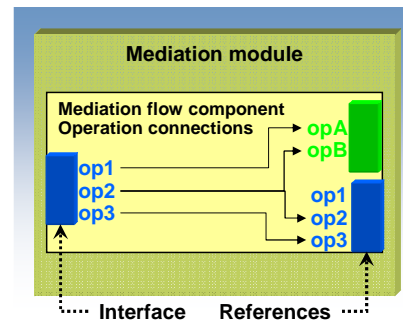 Mediation module
Mediation flow component
Operation connections
opA
opB
op1
op2
op3
op1
op2
op3
Interface
References